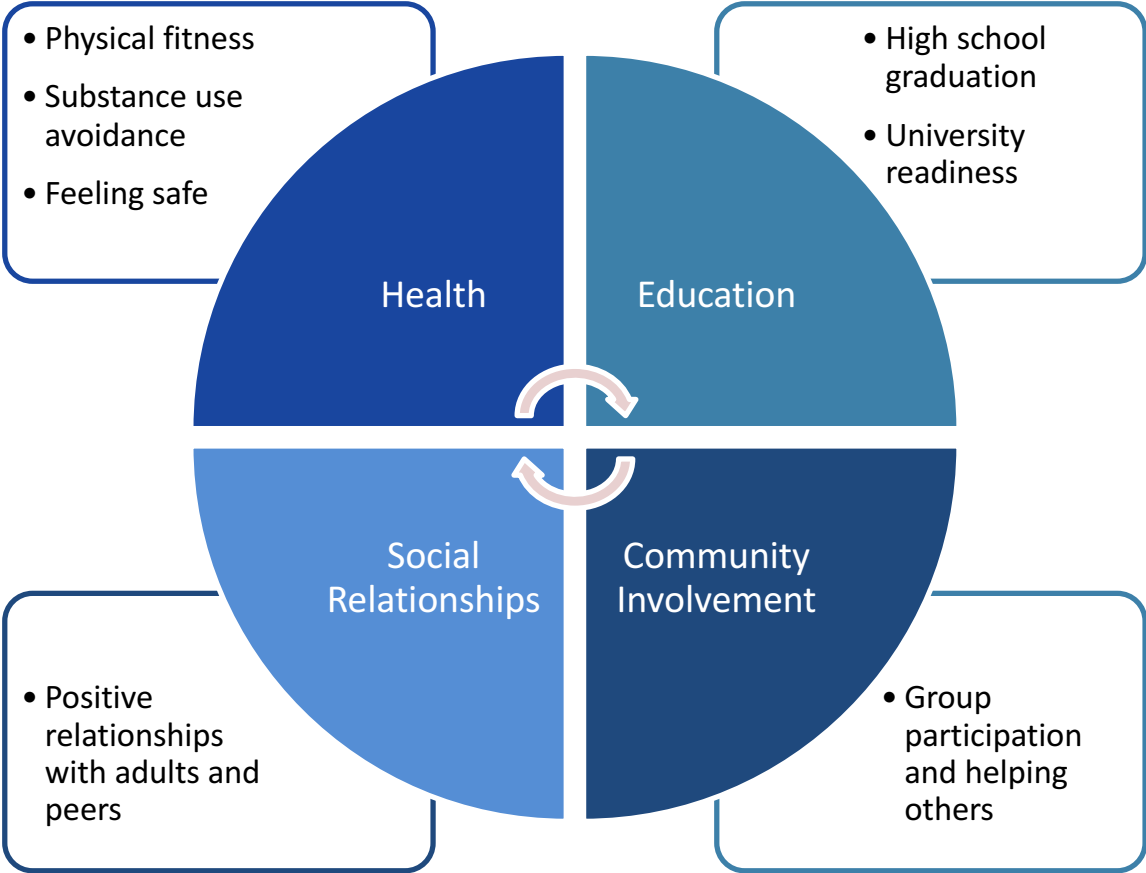 • Physical fitness
• Substance use
avoidance
• Feeling safe
• High school
graduation
• University
readiness
Health
Education
Social
Relationships
Community
Involvement
• Positive
relationships
with adults and
peers
• Group
participation
and helping
others